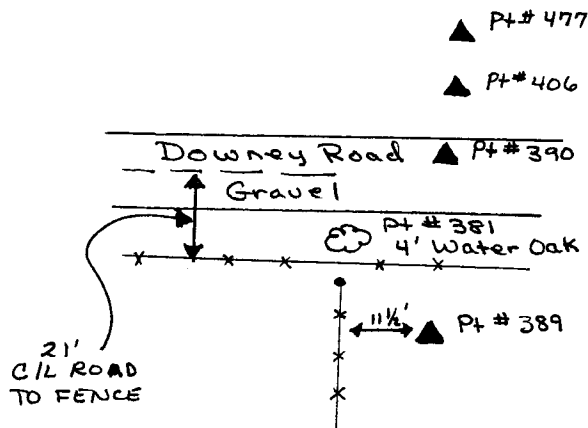 Pt # 477
Pt # 406
Downey Road
Pt # 390
Gravel
Pt # 381
4' Water Oak
11½'
Pt # 389
21'
C/L ROAD
TO FENCE